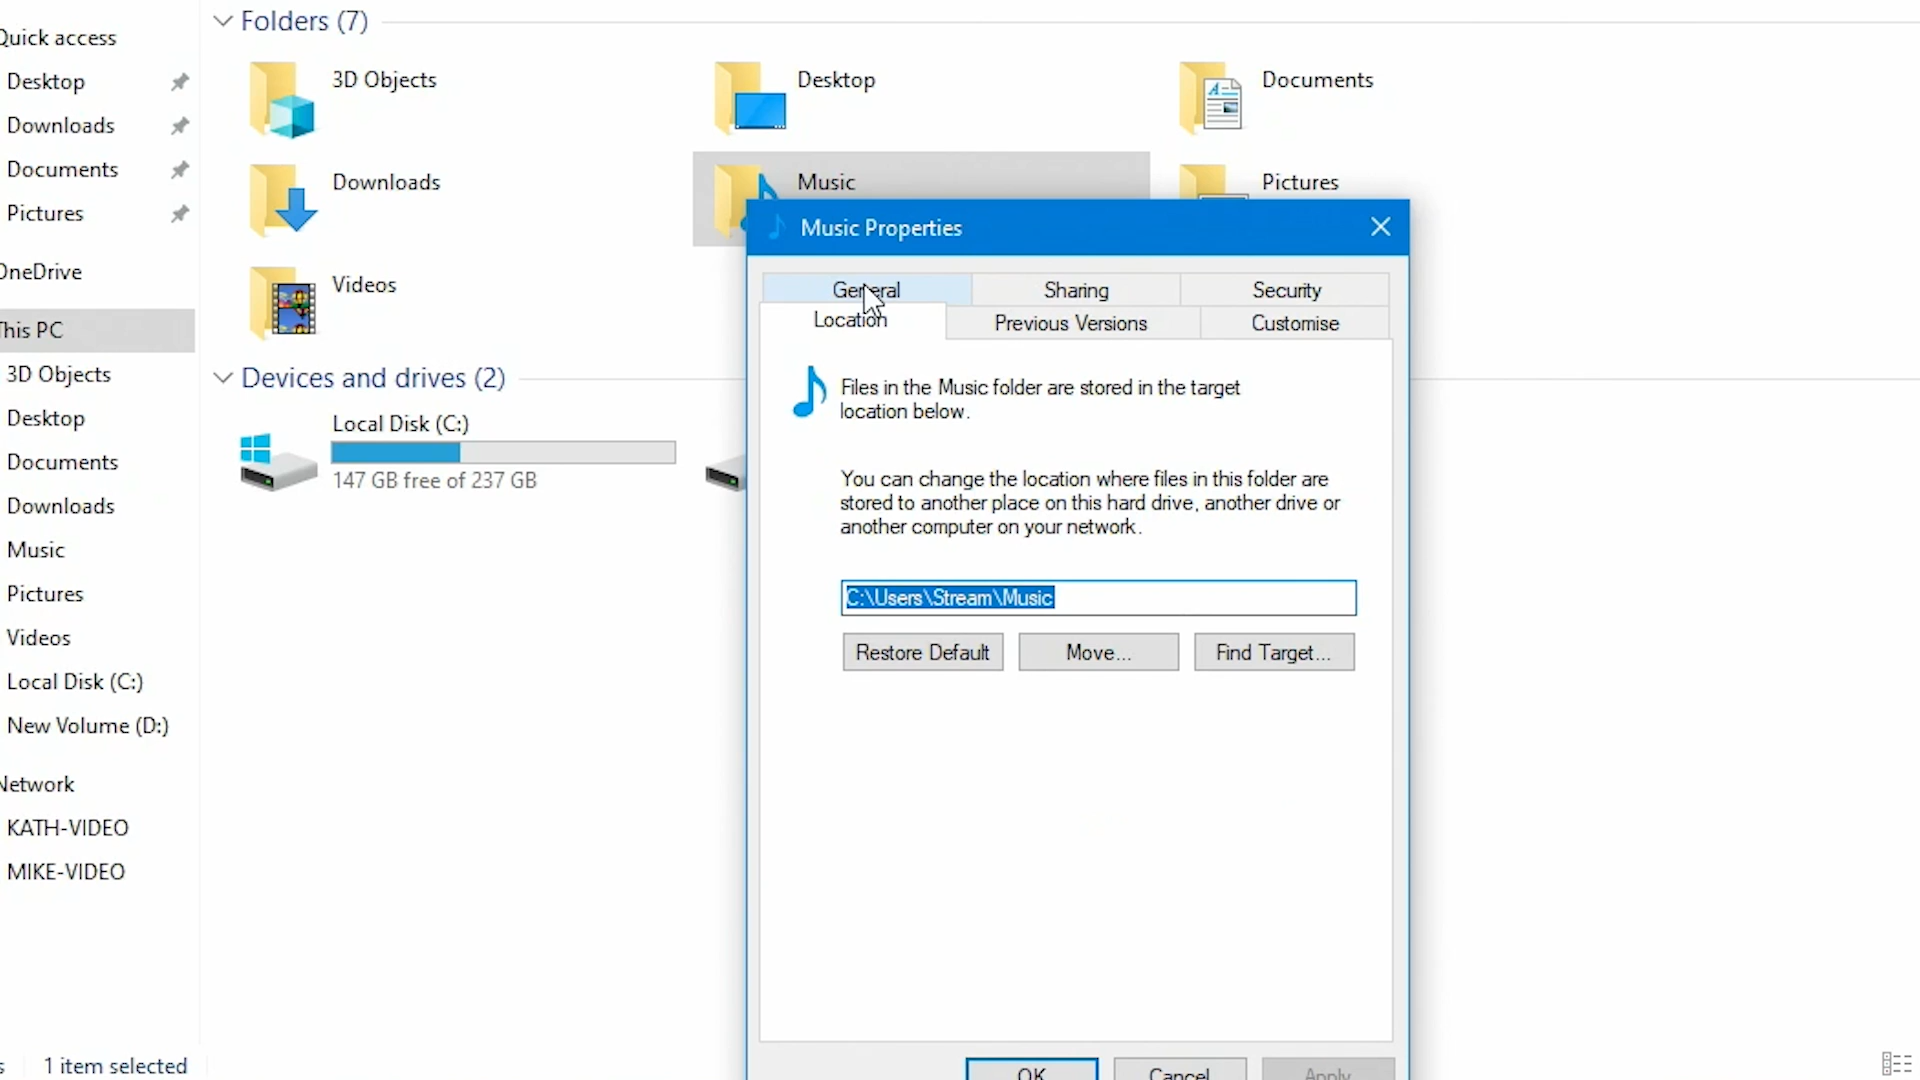 Quick access
Desktop
Downloads
Documents
Pictures
OneDrive
This PC
3D Objects
Desktop
Documents
Downloads
Music
Pictures
Videos
Local Disk (C:)
New Volume (D:)
Network
KATH-VIDEO
MIKE-VIDEO
Folders (7)
3D Objects
Desktop
Documents
Downloads
Music
Pictures
Videos
Devices and drives (2)
Local Disk (C:)
147 GB free of 237 GB
Music Properties
General Sharing Security
Location Previous Versions Customise
Files in the Music folder are stored in the target
location below.
You can change the location where files in this folder are
stored to another place on this hard drive, another drive or
another computer on your network.
C:\Users\Stream\Music
Restore Default Move... Find Target...
OK Cancel Apply
1 item selected